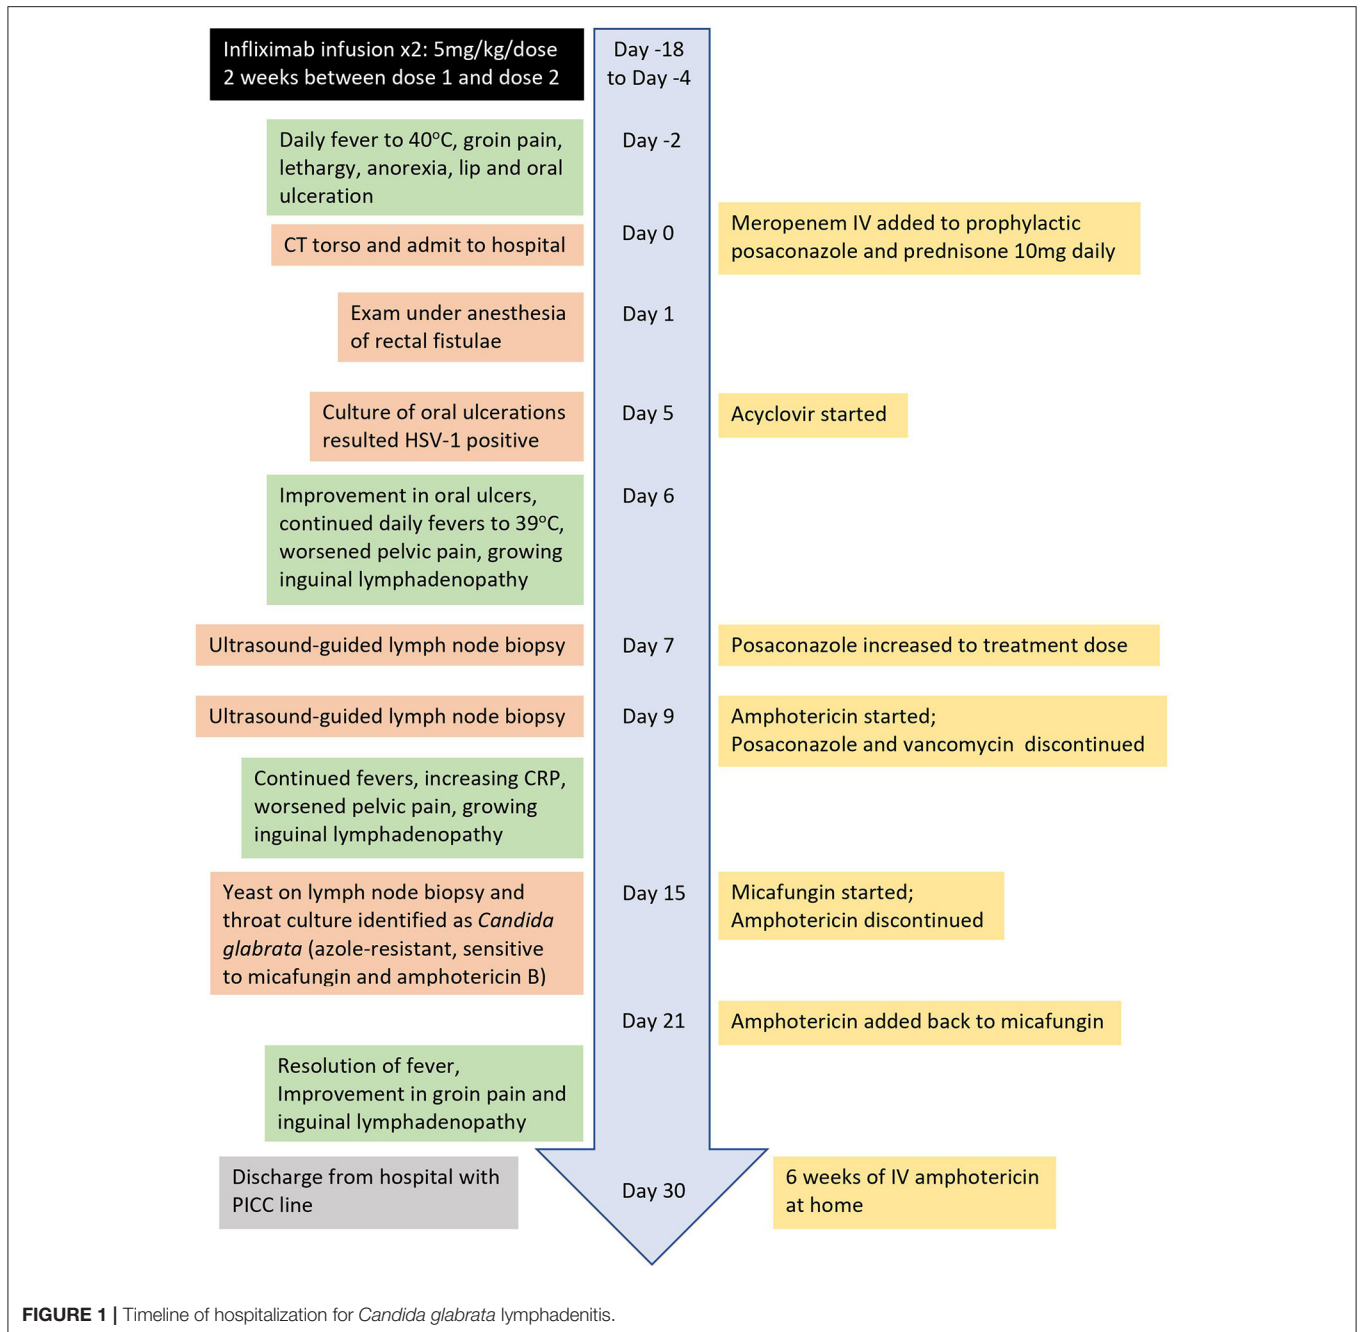 Infliximab infusion x2: 5mg/kg/dose
2 weeks between dose 1 and dose 2
Day -18
to Day -4
Daily fever to 40°C, groin pain,
lethargy, anorexia, lip and oral
ulceration
Day -2
CT torso and admit to hospital
Day 0
Meropenem IV added to prophylactic
posaconazole and prednisone 10mg daily
Exam under anesthesia
of rectal fistulae
Day 1
Culture of oral ulcerations
resulted HSV-1 positive
Day 5
Acyclovir started
Improvement in oral ulcers,
continued daily fevers to 39°C,
worsened pelvic pain, growing
inguinal lymphadenopathy
Day 6
Ultrasound-guided lymph node biopsy
Day 7
Posaconazole increased to treatment dose
Ultrasound-guided lymph node biopsy
Day 9
Amphotericin started;
Posaconazole and vancomycin discontinued
Continued fevers, increasing CRP,
worsened pelvic pain, growing
inguinal lymphadenopathy
Yeast on lymph node biopsy and
throat culture identified as Candida
glabrata (azole-resistant, sensitive
to micafungin and amphotericin B)
Day 15
Micafungin started;
Amphotericin discontinued
Day 21
Amphotericin added back to micafungin
Resolution of fever,
Improvement in groin pain and
inguinal lymphadenopathy
Discharge from hospital with
PICC line
Day 30
6 weeks of IV amphotericin
at home
FIGURE 1 | Timeline of hospitalization for Candida glabrata lymphadenitis.